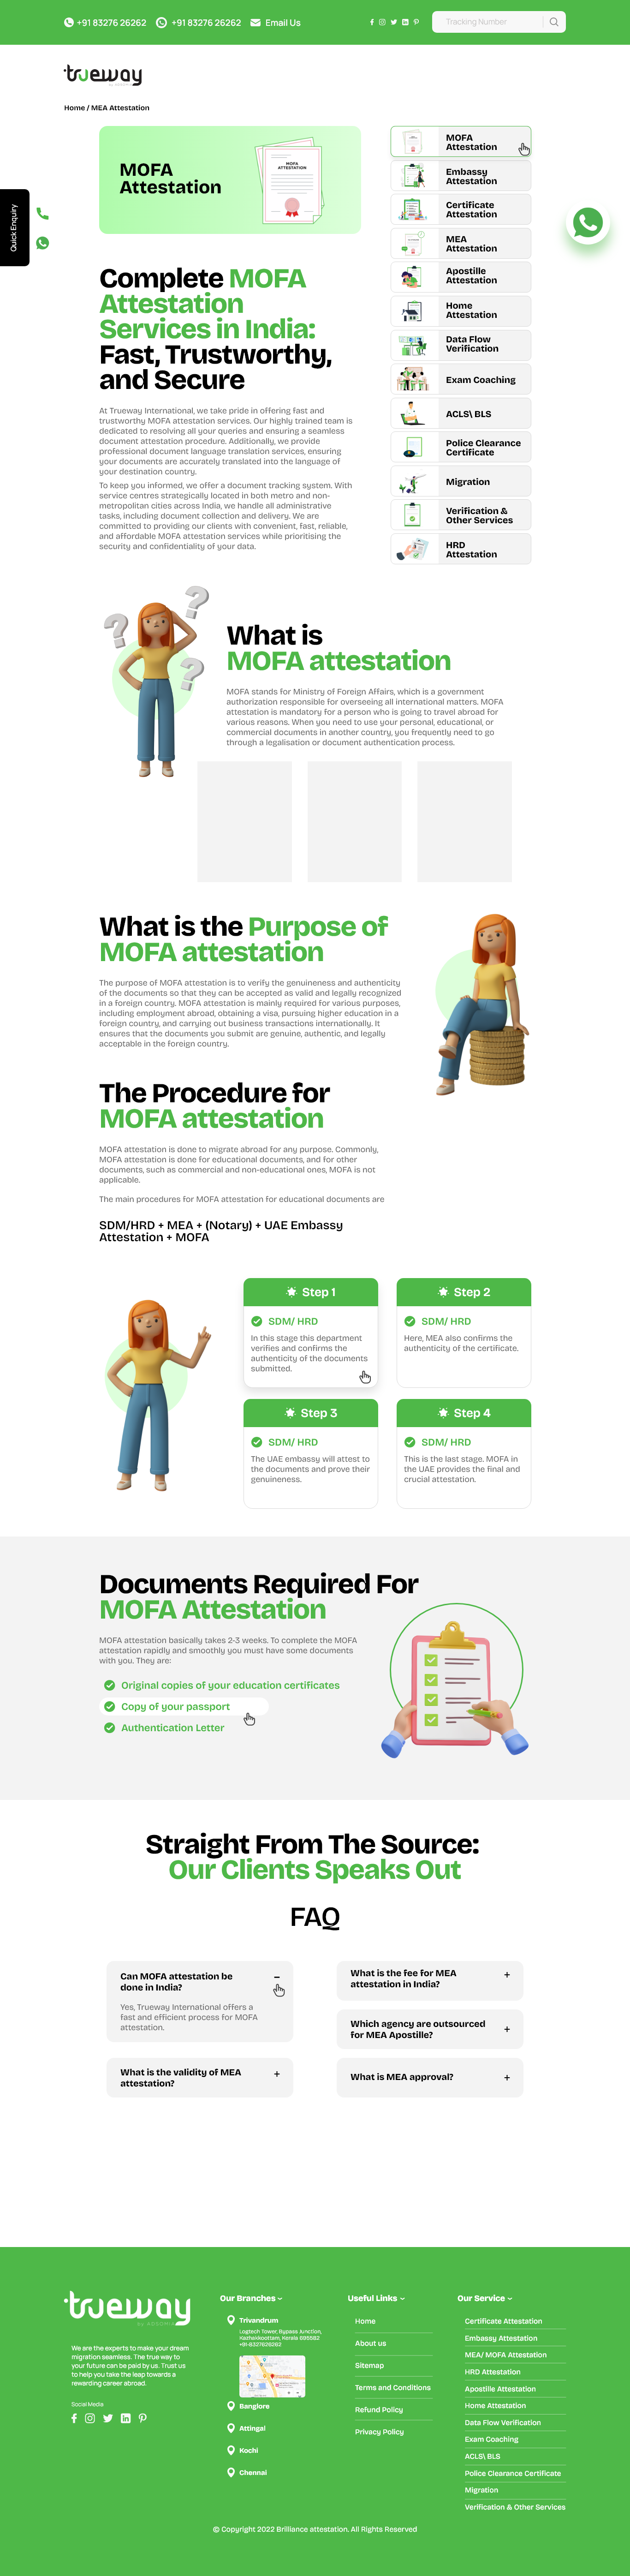 +91 83276 26262
+91 83276 26262
Email Us
Tracking Number
trueway
Home / MEA Attestation
Quick Enquiry
MOFA
Attestation
MOFA
ATTESTATION
MOFA
Attestation
Embassy
Attestation
Certificate
Attestation
MEA
Attestation
Apostille
Attestation
Home
Attestation
Data Flow
Verification
Exam Coaching
ACLS\ BLS
Police Clearance
Certificate
Migration
Verification &
Other Services
HRD
Attestation
Complete MOFA
Attestation
Services in India:
Fast, Trustworthy,
and Secure
At Trueway International, we take pride in offering fast and
trustworthy MOFA attestation services. Our highly trained team is
dedicated to resolving all your queries and ensuring a seamless
document attestation procedure. Additionally, we provide
professional document language translation services, ensuring
your documents are accurately translated into the language of
your destination country.
To keep you informed, we offer a document tracking system. With
service centres strategically located in both metro and non-
metropolitan cities across India, we handle all administrative
tasks, including document collection and delivery. We are
committed to providing our clients with convenient, fast, reliable,
and affordable MOFA attestation services while prioritising the
security and confidentiality of your data.
What is
MOFA attestation
MOFA stands for Ministry of Foreign Affairs, which is a government
authorization responsible for overseeing all international matters. MOFA
attestation is mandatory for a person who is going to travel abroad for
various reasons. When you need to use your personal, educational, or
commercial documents in another country, you frequently need to go
through a legalisation or document authentication process.
What is the Purpose of
MOFA attestation
The purpose of MOFA attestation is to verify the genuineness and authenticity
of the documents so that they can be accepted as valid and legally recognized
in a foreign country. MOFA attestation is mainly required for various purposes,
including employment abroad, obtaining a visa, pursuing higher education in a
foreign country, and carrying out business transactions internationally. It
ensures that the documents you submit are genuine, authentic, and legally
acceptable in the foreign country.
The Procedure for
MOFA attestation
MOFA attestation is done to migrate abroad for any purpose. Commonly,
MOFA attestation is done for educational documents, and for other
documents, such as commercial and non-educational ones, MOFA is not
applicable.
The main procedures for MOFA attestation for educational documents are
SDM/HRD + MEA + (Notary) + UAE Embassy
Attestation + MOFA
Step 1
SDM/ HRD
In this stage this department
verifies and confirms the
authenticity of the documents
submitted.
Step 2
SDM/ HRD
Here, MEA also confirms the
authenticity of the certificate.
Step 3
SDM/ HRD
The UAE embassy will attest to
the documents and prove their
genuineness.
Step 4
SDM/ HRD
This is the last stage. MOFA in
the UAE provides the final and
crucial attestation.
Documents Required For
MOFA Attestation
MOFA attestation basically takes 2-3 weeks. To complete the MOFA
attestation rapidly and smoothly you must have some documents
with you. They are:
Original copies of your education certificates
Copy of your passport
Authentication Letter
Straight From The Source:
Our Clients Speaks Out
FAQ
Can MOFA attestation be
done in India?
Yes, Trueway International offers a
fast and efficient process for MOFA
attestation.
What is the validity of MEA
attestation?
What is the fee for MEA
attestation in India?
Which agency are outsourced
for MEA Apostille?
What is MEA approval?
trueway
We are the experts to make your dream
migration seamless. The true way to
your future can be paid by us. Trust us
to help you take the leap towards a
rewarding career abroad.
Social Media
Our Branches
Trivandrum
Logtech Tower, Bypass Junction,
Kazhakoottam, Kerala 695582
+91-8327626262
Banglore
Attingal
Kochi
Chennai
Useful Links
Home
About us
Sitemap
Terms and Conditions
Refund Policy
Privacy Policy
Our Service
Certificate Attestation
Embassy Attestation
MEA/ MOFA Attestation
HRD Attestation
Apostille Attestation
Home Attestation
Data Flow Verification
Exam Coaching
ACLS\ BLS
Police Clearance Certificate
Migration
Verification & Other Services
© Copyright 2022 Brilliance attestation. All Rights Reserved